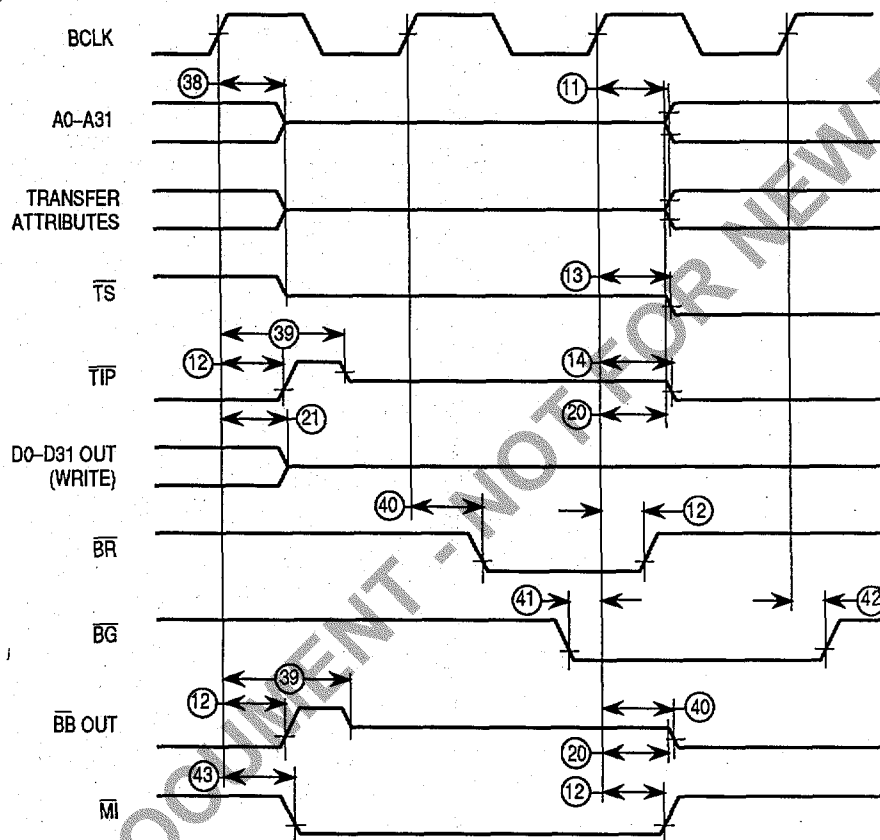 BCLK
38
11
A0–A31
TRANSFER
ATTRIBUTES
TS
13
39
12
14
TIP
21
20
D0–D31 OUT
(WRITE)
40
12
BR
41
42
BG
39
12
40
BB OUT
20
43
12
MI
OCUMENT - NOT FOR NEW